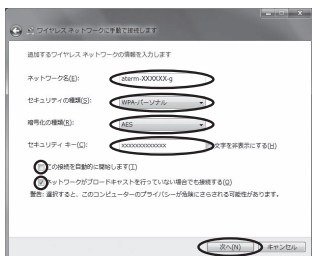 ワイヤレス ネットワークに手動で接続します
追加するワイヤレス ネットワークの情報を入力します
ネットワーク名(E): aterm-XXXXXX-g
セキュリティの種類(S): WPA-パーソナル
暗号化の種類(R): AES
セキュリティ キー(C): xxxxxxxxxxxxx 文字を非表示にする(H)
この接続を自動的に開始します(T)
ネットワークがブロードキャストを行っていない場合でも接続する(O)
警告: 選択すると、このコンピューターのプライバシーが危険にさらされる可能性があります。
次へ(N) キャンセル